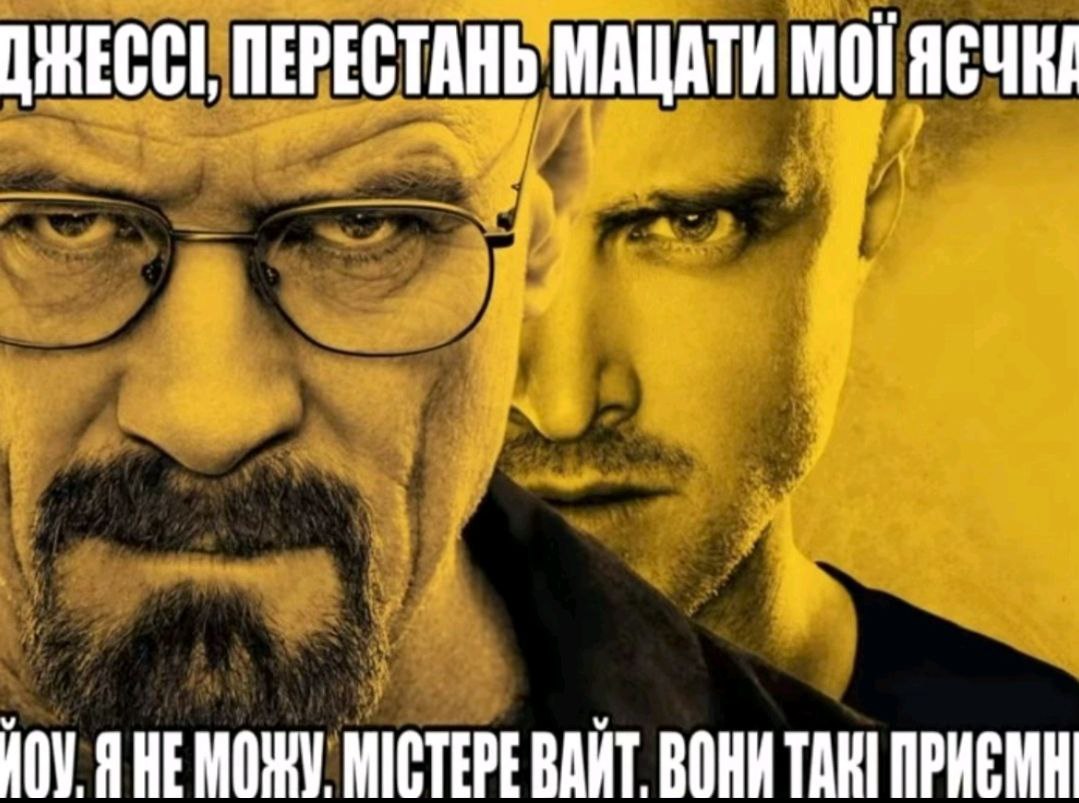 ДЖЕССІ, ПЕРЕСТАНЬ МАЦАТИ МОЇ ЯЄЧКА
ЙОУ. Я НЕ МОЖУ. МІСТЕРЕ ВАЙТ. ВОНИ ТАКІ ПРИЄМНІ